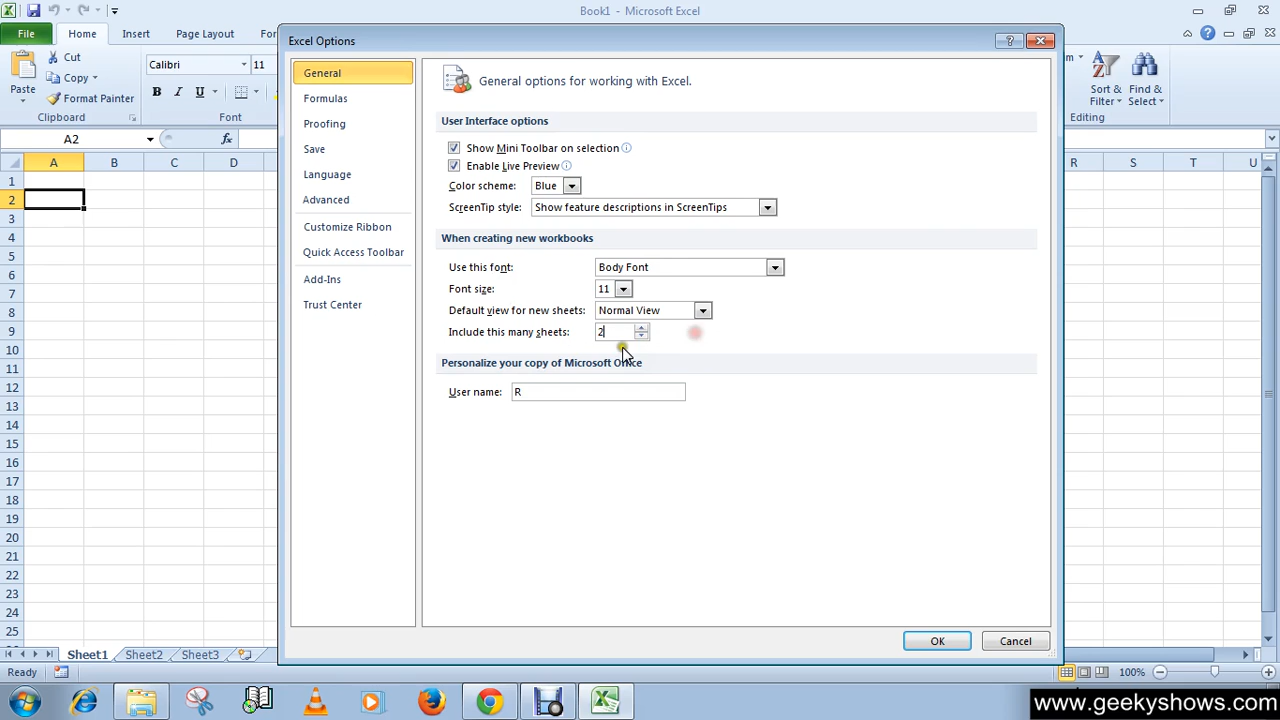 Book1 - Microsoft Excel
File Home Insert Page Layout
Excel Options
Cut
Copy
Format Painter
Paste
Clipboard
Calibri 11
B I U
Font
Sort & Filter
Find & Select
Editing
A2 fx
A B C D R S T U
1
2
3
4
5
6
7
8
9
10
11
12
13
14
15
16
17
18
19
20
21
22
23
24
25
General
Formulas
Proofing
Save
Language
Advanced
Customize Ribbon
Quick Access Toolbar
Add-Ins
Trust Center
General options for working with Excel.
User Interface options
Show Mini Toolbar on selection
Enable Live Preview
Color scheme: Blue
ScreenTip style: Show feature descriptions in ScreenTips
When creating new workbooks
Use this font: Body Font
Font size: 11
Default view for new sheets: Normal View
Include this many sheets: 2
Personalize your copy of Microsoft Office
User name: R
OK Cancel
Sheet1 Sheet2 Sheet3
Ready 100%
www.geekyshows.com